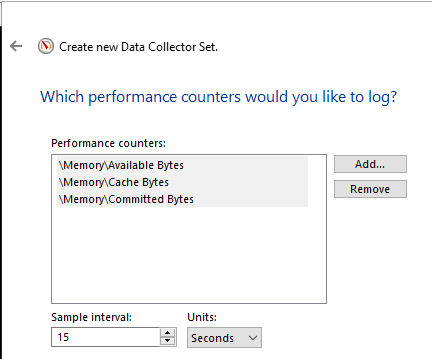 Create new Data Collector Set.
Which performance counters would you like to log?
Performance counters:
\Memory\Available Bytes
\Memory\Cache Bytes
\Memory\Committed Bytes
Add...
Remove
Sample interval:
Units:
15
Seconds